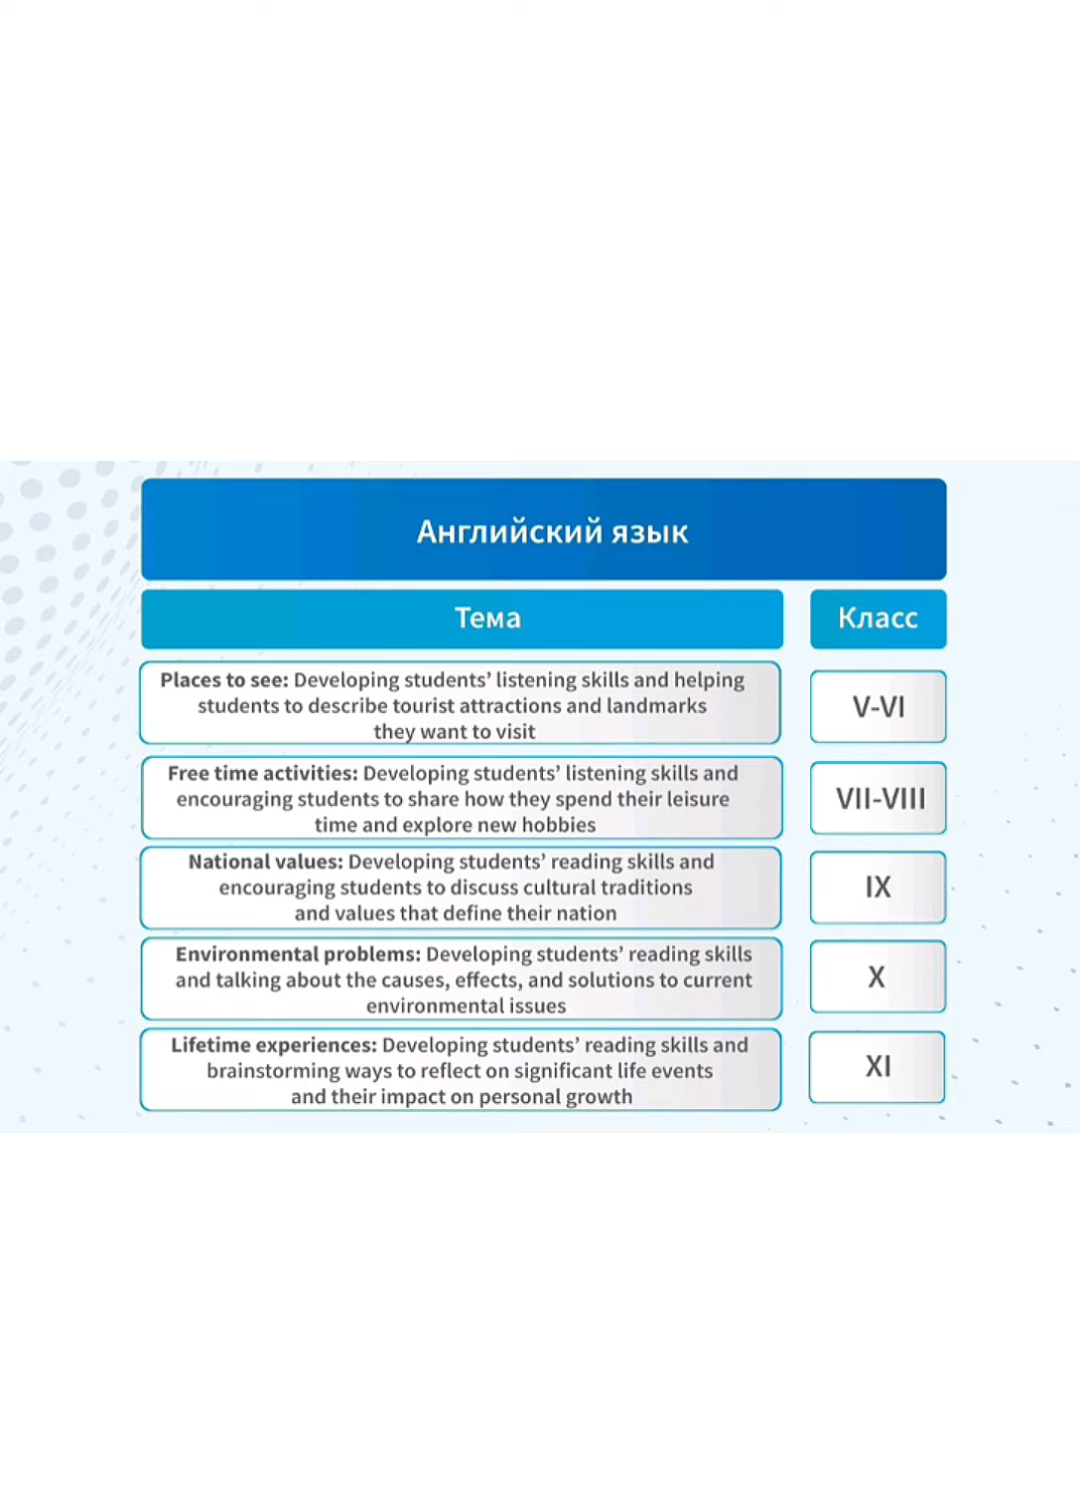 Английский язык
Тема
Класс
Places to see: Developing students’ listening skills and helping
students to describe tourist attractions and landmarks
they want to visit
V-VI
Free time activities: Developing students’ listening skills and
encouraging students to share how they spend their leisure
time and explore new hobbies
VII-VIII
National values: Developing students’ reading skills and
encouraging students to discuss cultural traditions
and values that define their nation
IX
Environmental problems: Developing students’ reading skills
and talking about the causes, effects, and solutions to current
environmental issues
X
Lifetime experiences: Developing students’ reading skills and
brainstorming ways to reflect on significant life events
and their impact on personal growth
XI